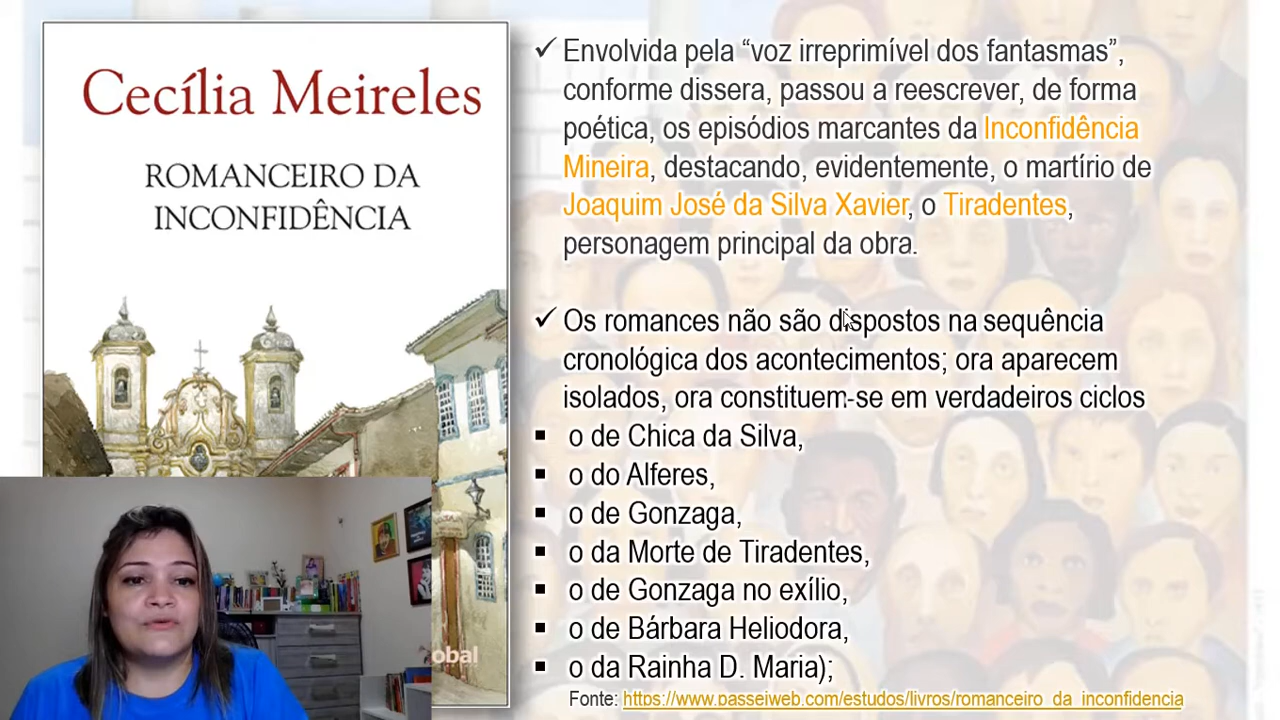 Cecília Meireles
ROMANCEIRO DA
INCONFIDÊNCIA
obal
✓ Envolvida pela “voz irreprimível dos fantasmas”,
conforme dissera, passou a reescrever, de forma
poética, os episódios marcantes da Inconfidência
Mineira, destacando, evidentemente, o martírio de
Joaquim José da Silva Xavier, o Tiradentes,
personagem principal da obra.
✓ Os romances não são dispostos na sequência
cronológica dos acontecimentos; ora aparecem
isolados, ora constituem-se em verdadeiros ciclos
▪ o de Chica da Silva,
▪ o do Alferes,
▪ o de Gonzaga,
▪ o da Morte de Tiradentes,
▪ o de Gonzaga no exílio,
▪ o de Bárbara Heliodora,
▪ o da Rainha D. Maria);
Fonte: https://www.passeiweb.com/estudos/livros/romanceiro_da_inconfidencia